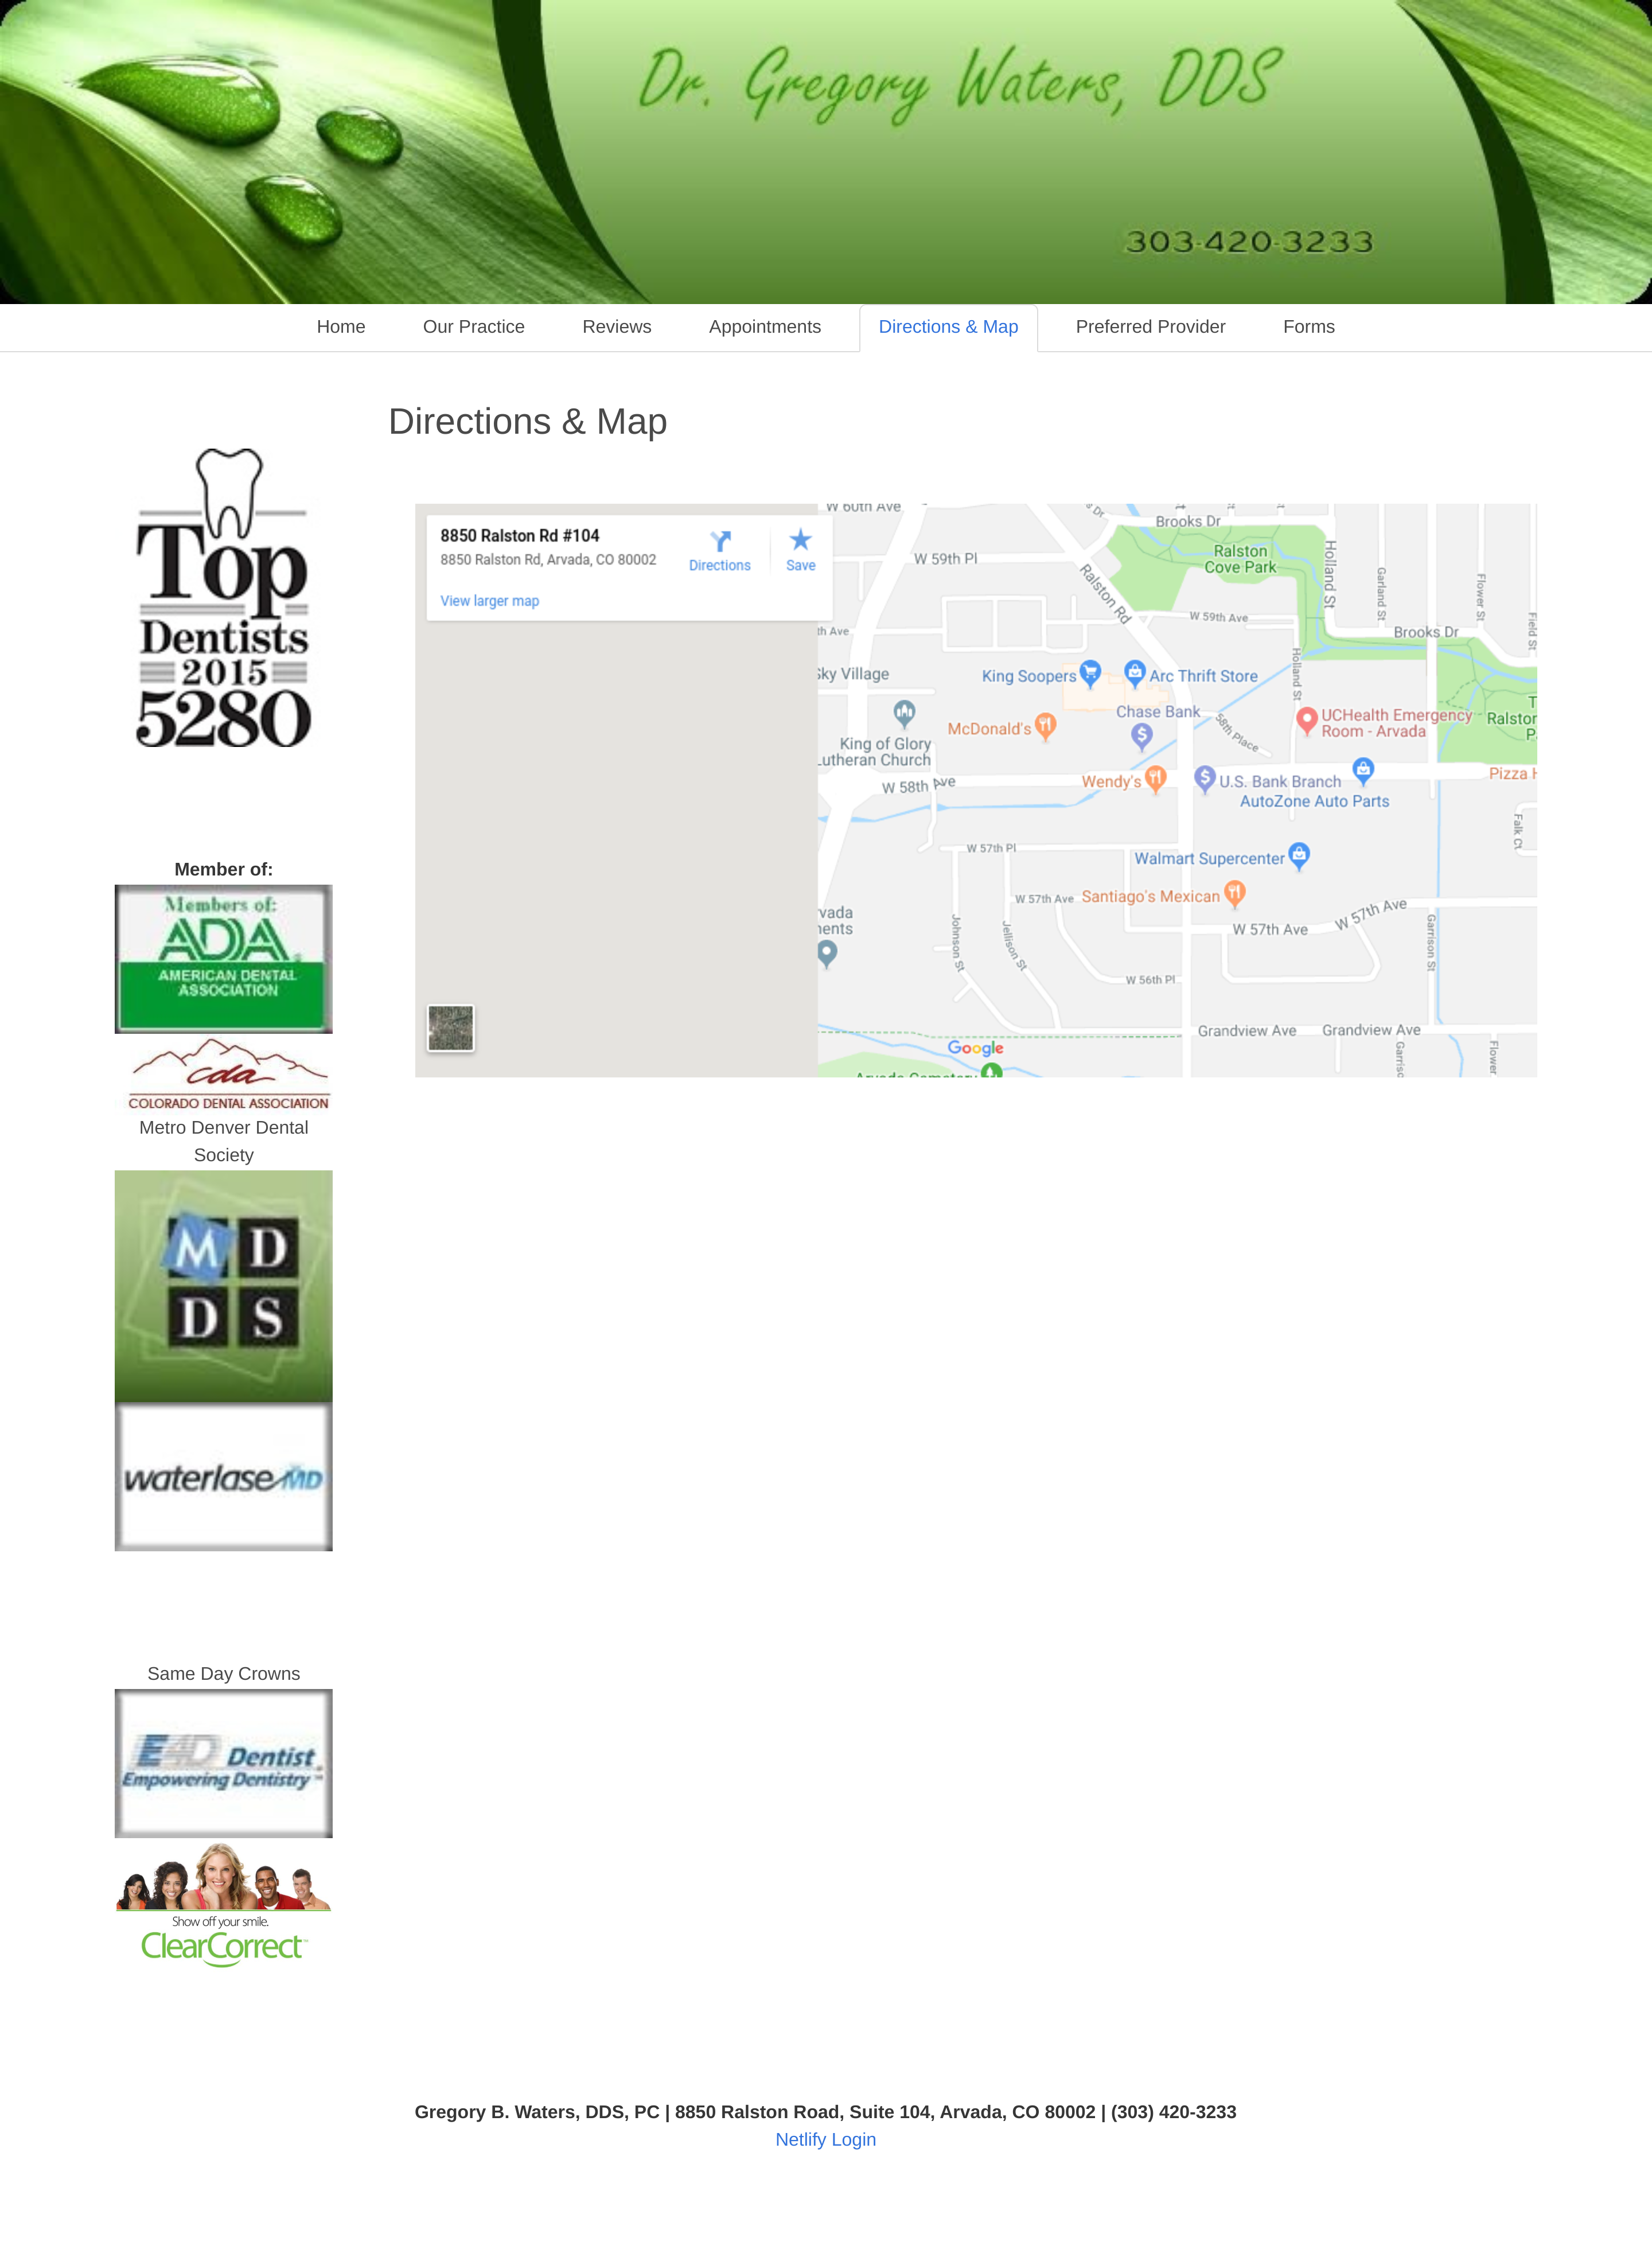 Dr. Gregory Waters, DDS
303-420-3233
Home
Our Practice
Reviews
Appointments
Directions & Map
Preferred Provider
Forms
Directions & Map
Top
Dentists
2015
5280
Member of:
Members of:
ADA®
AMERICAN DENTAL
ASSOCIATION
cda
COLORADO DENTAL ASSOCIATION
Metro Denver Dental
Society
M D
D S
waterlase MD
Same Day Crowns
E4D Dentist
Empowering Dentistry™
Show off your smile.
ClearCorrect
8850 Ralston Rd #104
8850 Ralston Rd, Arvada, CO 80002
Directions
Save
View larger map
W 60th Ave
s Dr
Brooks Dr
W 59th Pl
Ralston
Cove Park
Ralston Rd
Holland St
Garland St
Flower St
Field St
th Ave
W 59th Ave
Brooks Dr
Sky Village
King Soopers
Arc Thrift Store
Holland St
Chase Bank
McDonald's
58th Place
UCHealth Emergency
Room - Arvada
T
Ralston
P
King of Glory
Lutheran Church
W 58th Ave
Wendy's
U.S. Bank Branch
Pizza H
AutoZone Auto Parts
Falk Ct
W 57th Pl
Walmart Supercenter
W 57th Ave
Santiago's Mexican
W 57th Ave
W 57th Ave
vada
nents
Johnson St
Jellison St
Garrison St
W 56th Pl
Grandview Ave
Grandview Ave
Google
Garrisc
Flower
Arvada Cemetery
Gregory B. Waters, DDS, PC | 8850 Ralston Road, Suite 104, Arvada, CO 80002 | (303) 420-3233
Netlify Login